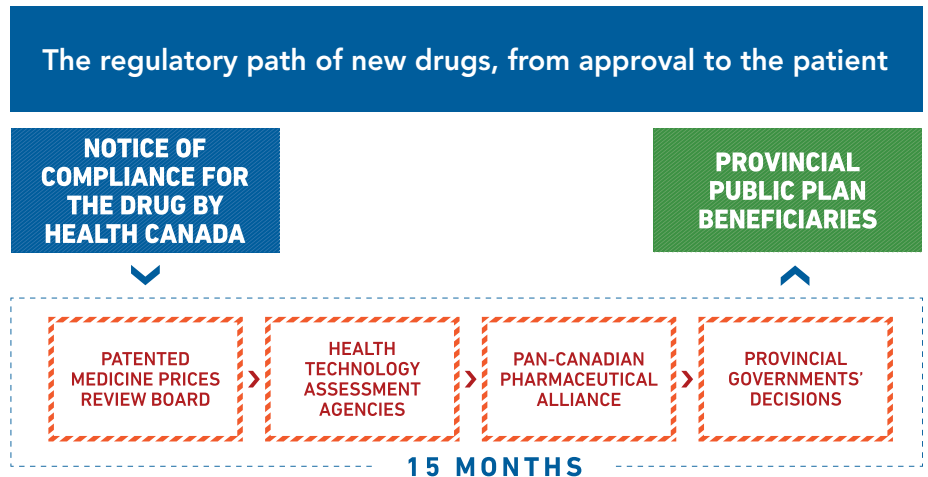 The regulatory path of new drugs, from approval to the patient
NOTICE OF
COMPLIANCE FOR
THE DRUG BY
HEALTH CANADA
PROVINCIAL
PUBLIC PLAN
BENEFICIARIES
PATENTED
MEDICINE PRICES
REVIEW BOARD
HEALTH
TECHNOLOGY
ASSESSMENT
AGENCIES
PAN-CANADIAN
PHARMACEUTICAL
ALLIANCE
PROVINCIAL
GOVERNMENTS’
DECISIONS
15 MONTHS